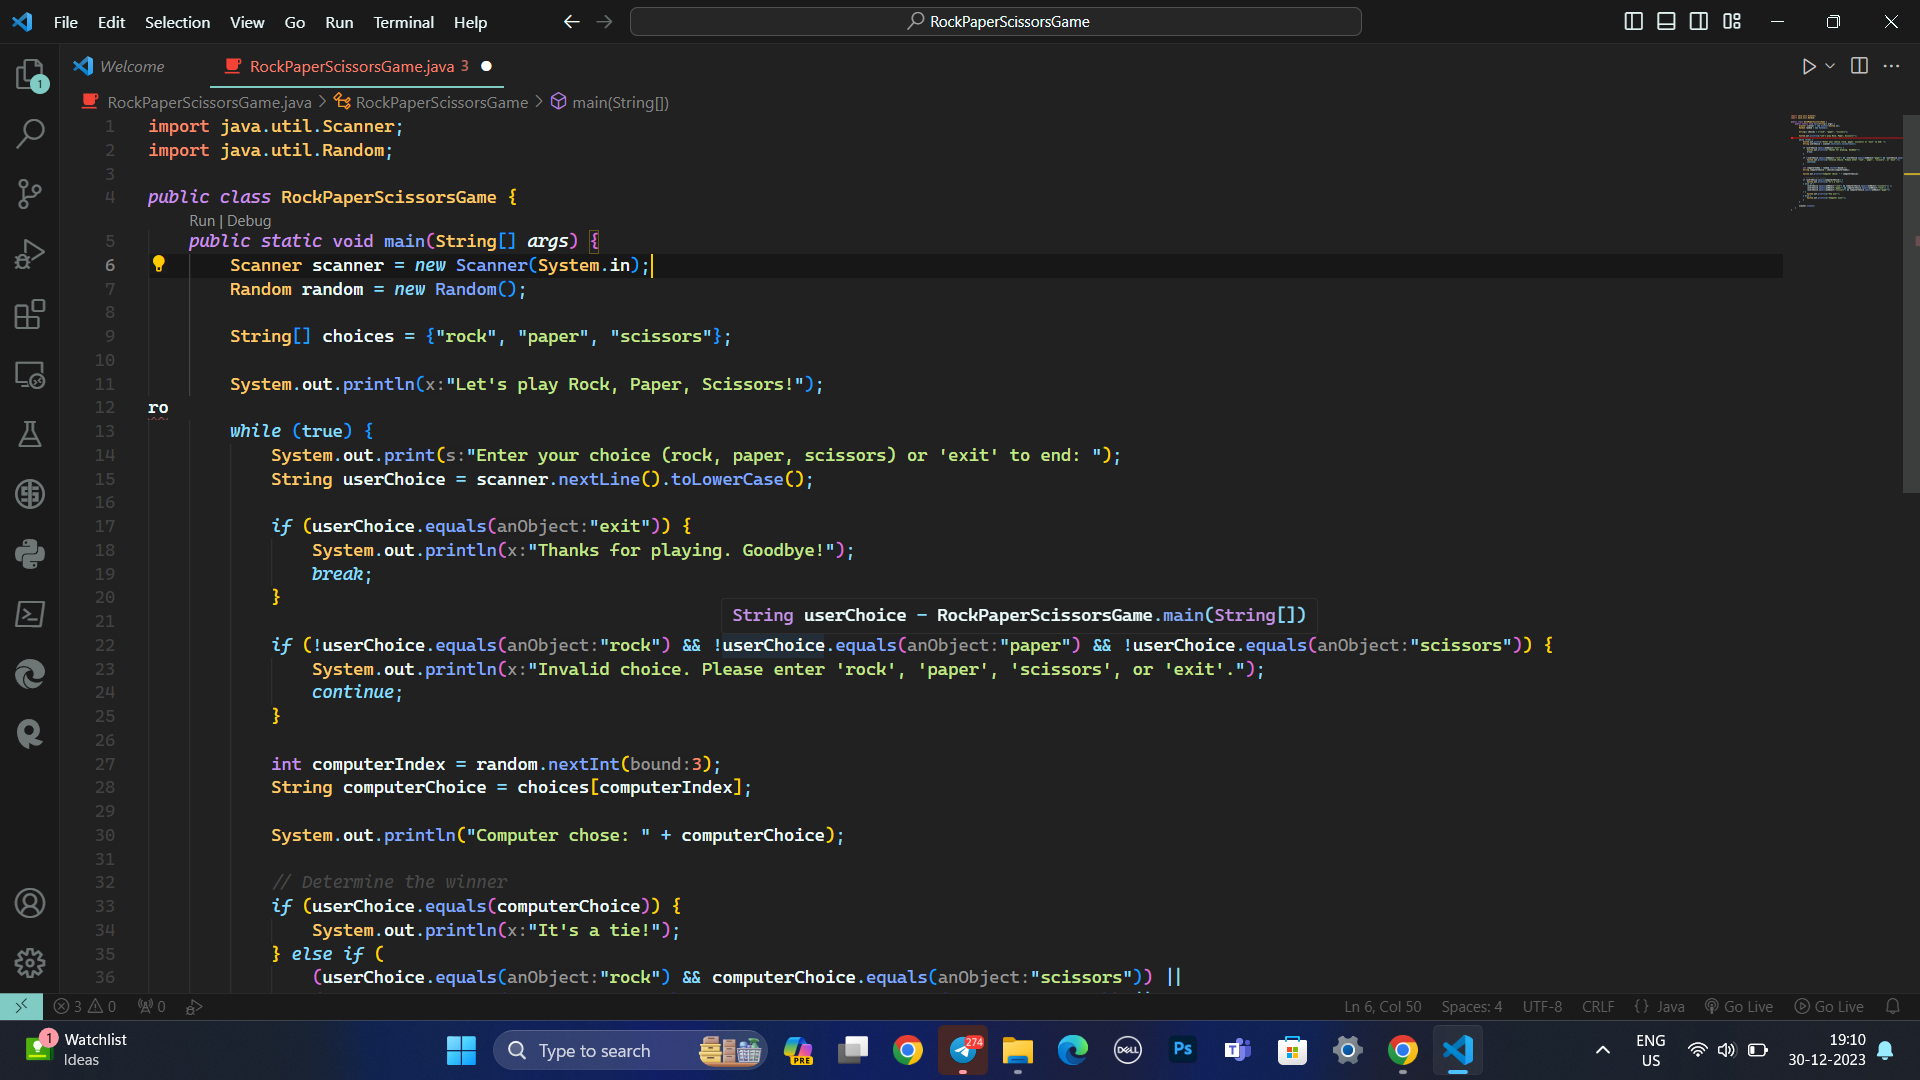 File Edit Selection View Go Run Terminal Help
RockPaperScissorsGame
Welcome
RockPaperScissorsGame.java 3
RockPaperScissorsGame.java > RockPaperScissorsGame > main(String[])
1 import java.util.Scanner;
2 import java.util.Random;
3
4 public class RockPaperScissorsGame {
Run | Debug
5 public static void main(String[] args) {
6 Scanner scanner = new Scanner(System.in);
7 Random random = new Random();
8
9 String[] choices = {"rock", "paper", "scissors"};
10
11 System.out.println(x:"Let's play Rock, Paper, Scissors!");
12 ro
13 while (true) {
14 System.out.print(s:"Enter your choice (rock, paper, scissors) or 'exit' to end: ");
15 String userChoice = scanner.nextLine().toLowerCase();
16
17 if (userChoice.equals(anObject:"exit")) {
18 System.out.println(x:"Thanks for playing. Goodbye!");
19 break;
20 }
String userChoice - RockPaperScissorsGame.main(String[])
21
22 if (!userChoice.equals(anObject:"rock") && !userChoice.equals(anObject:"paper") && !userChoice.equals(anObject:"scissors")) {
23 System.out.println(x:"Invalid choice. Please enter 'rock', 'paper', 'scissors', or 'exit'.");
24 continue;
25 }
26
27 int computerIndex = random.nextInt(bound:3);
28 String computerChoice = choices[computerIndex];
29
30 System.out.println("Computer chose: " + computerChoice);
31
32 // Determine the winner
33 if (userChoice.equals(computerChoice)) {
34 System.out.println(x:"It's a tie!");
35 } else if (
36 (userChoice.equals(anObject:"rock") && computerChoice.equals(anObject:"scissors")) ||
1
3 0 0 Ln 6, Col 50 Spaces: 4 UTF-8 CRLF {} Java Go Live Go Live
1 Watchlist
Ideas
Type to search
PRE
274
DELL
Ps
T
ENG
US
19:10
30-12-2023